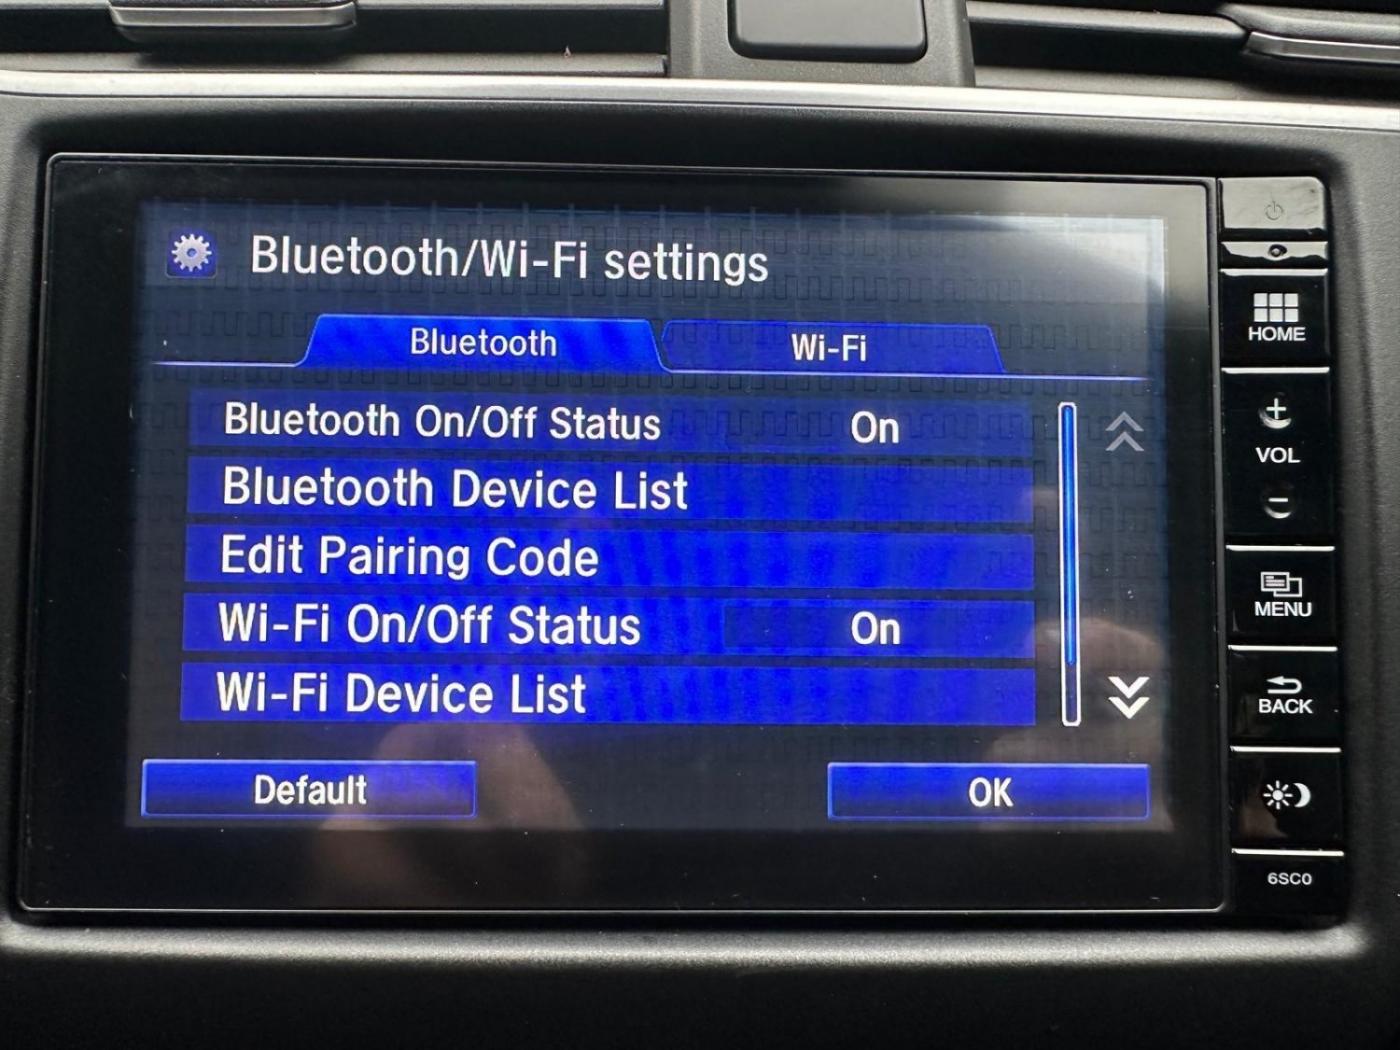 Bluetooth/Wi-Fi settings
Bluetooth
Wi-Fi
Bluetooth On/Off Status On
Bluetooth Device List
Edit Pairing Code
Wi-Fi On/Off Status On
Wi-Fi Device List
Default
OK
HOME
+
VOL
−
MENU
BACK
6SC0